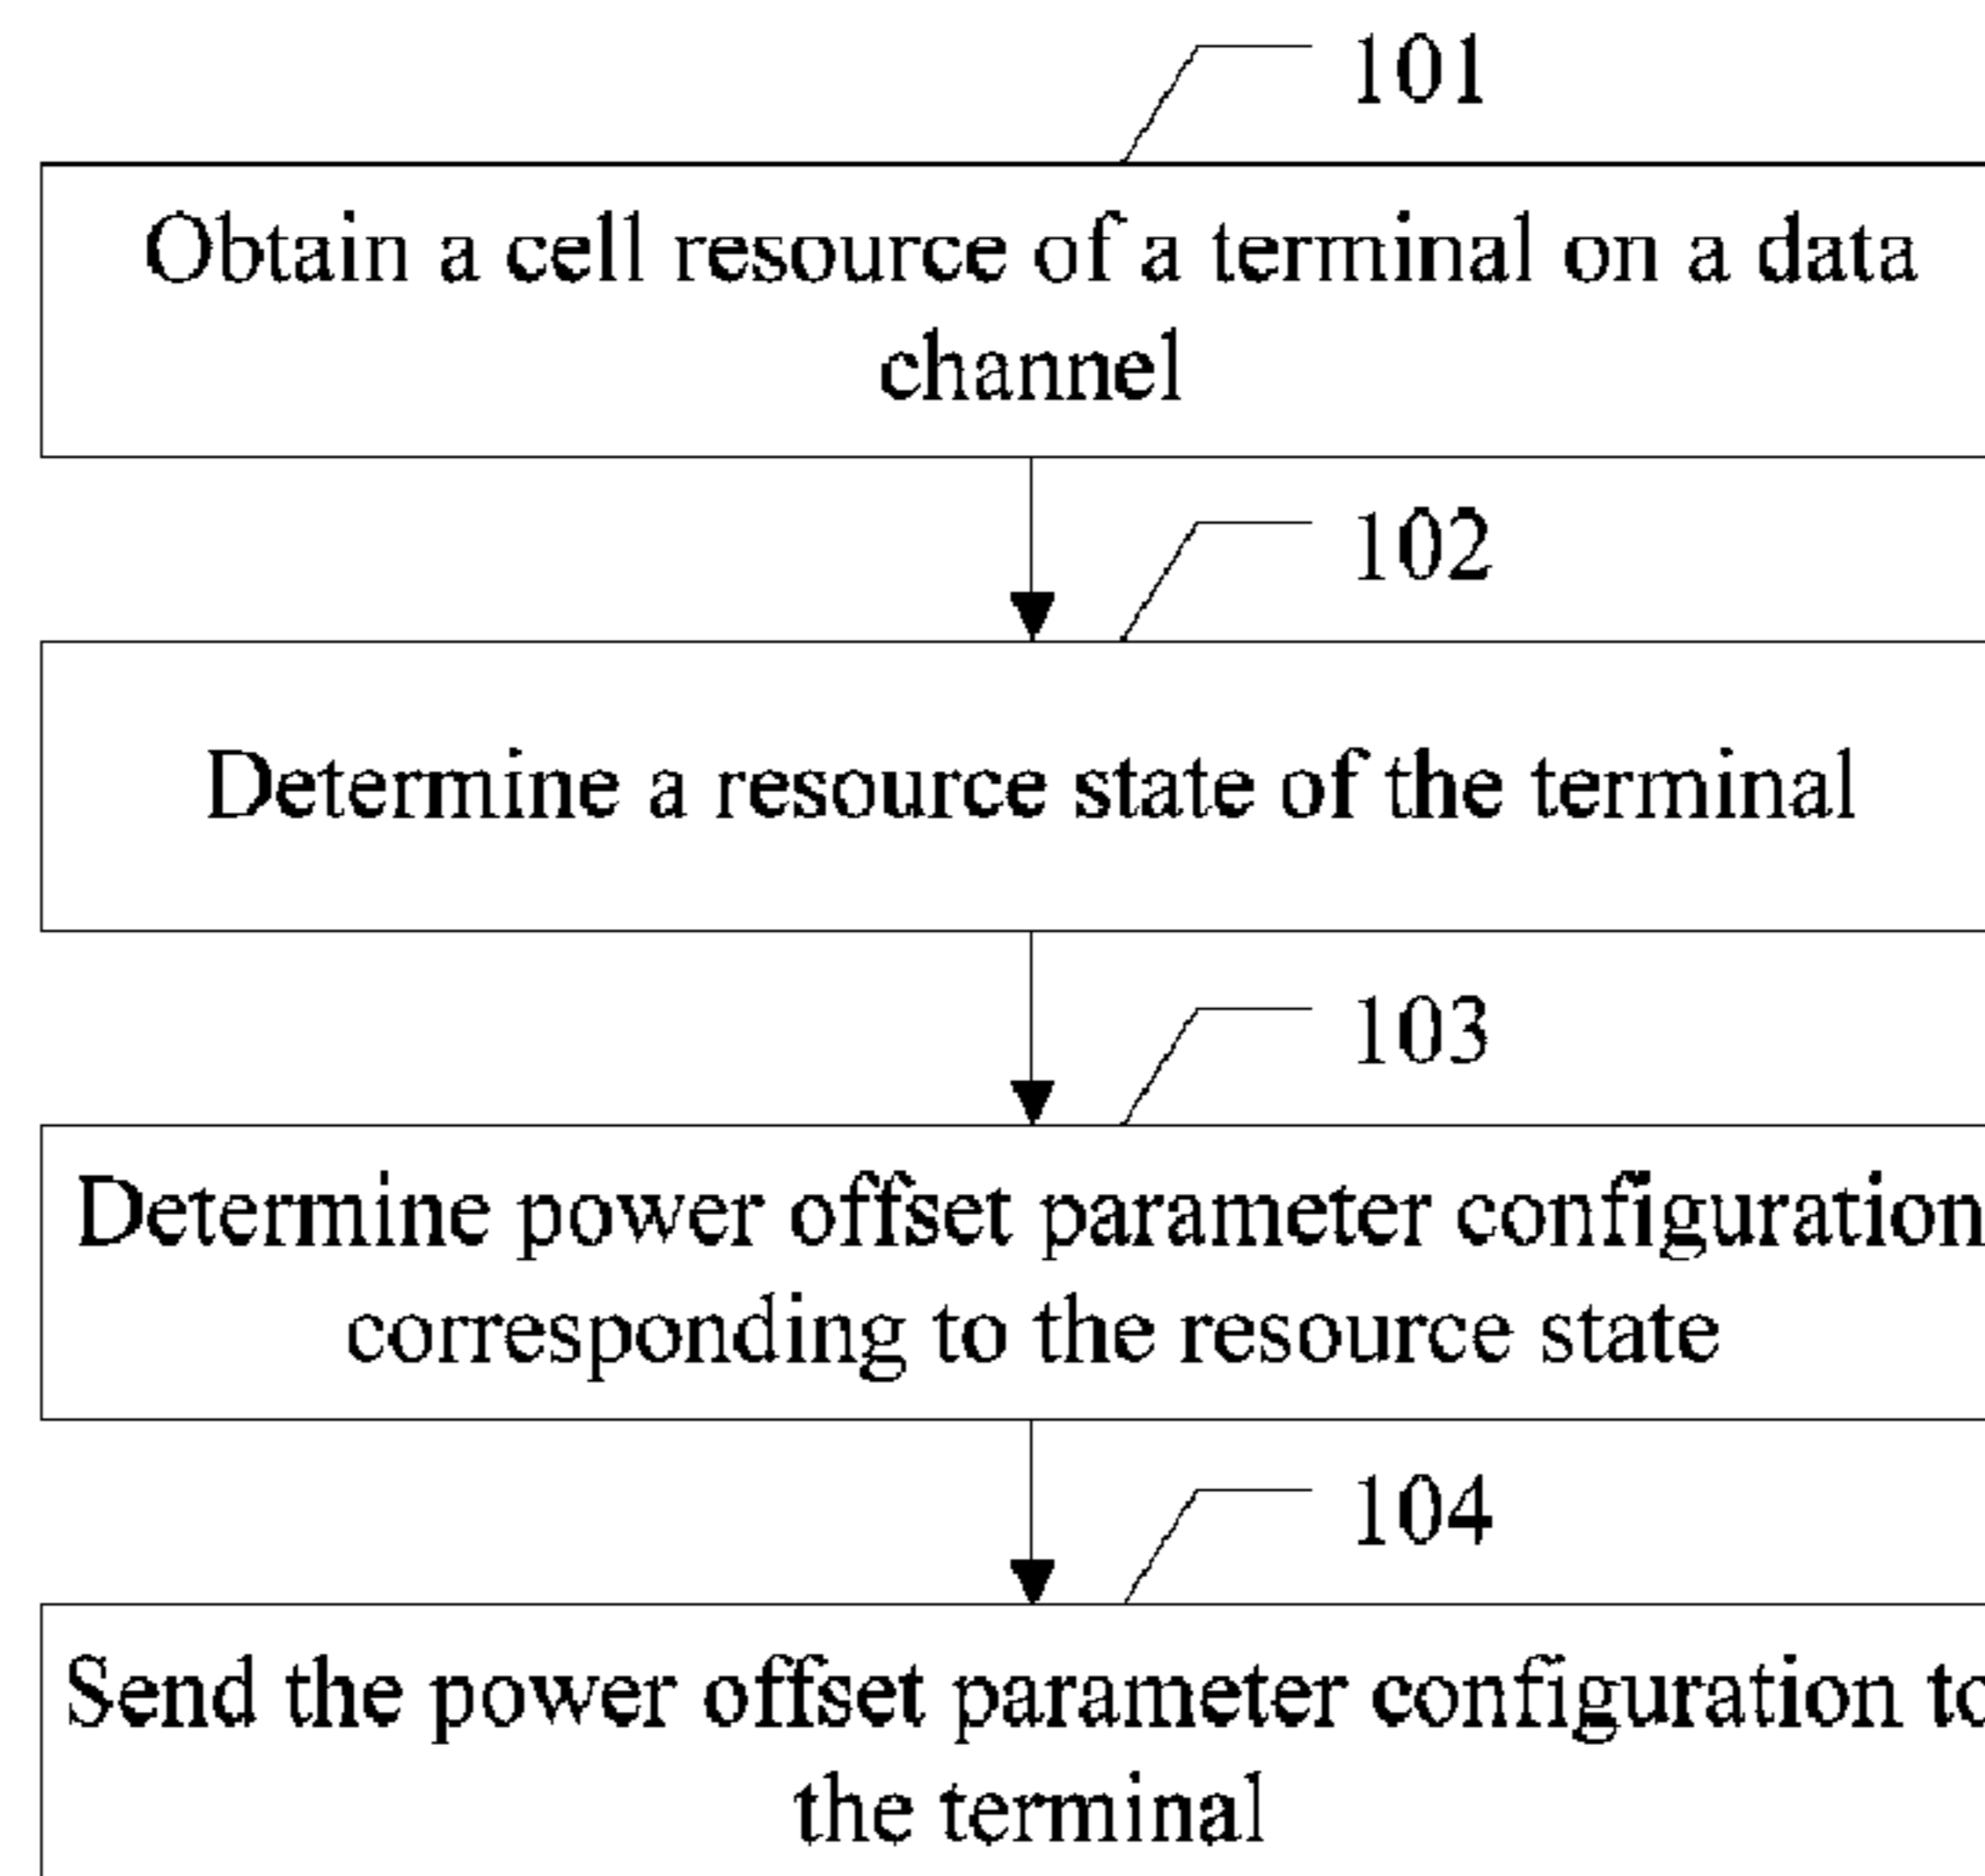 101
Obtain a cell resource of a terminal on a data
channel
102
Determine a resource state of the terminal
103
Determine power offset parameter configuration
corresponding to the resource state
104
Send the power offset parameter configuration to
the terminal